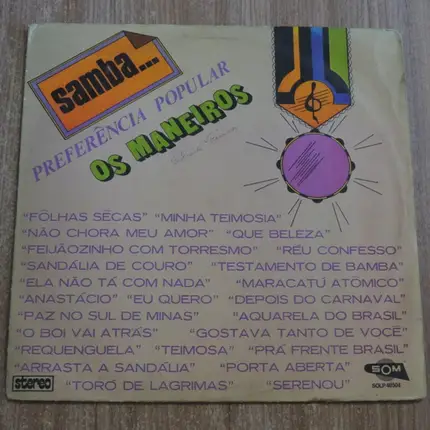 samba...
PREFERÊNCIA POPULAR
OS MANEIROS
"FÔLHAS SÊCAS" "MINHA TEIMOSIA"
"NÃO CHORA MEU AMOR" "QUE BELEZA"
"FEIJÃOZINHO COM TORRESMO" "RÉU CONFESSO"
"SANDÁLIA DE COURO" "TESTAMENTO DE BAMBA"
"ELA NÃO TÁ COM NADA" "MARACATÚ ATÔMICO"
"ANASTÁCIO" "EU QUERO" "DEPOIS DO CARNAVAL"
"PAZ NO SUL DE MINAS" "AQUARELA DO BRASIL"
"O BOI VAI ATRÁS" "GOSTAVA TANTO DE VOCÊ"
"REQUENGUELA" "TEIMOSA" "PRÁ FRENTE BRASIL"
"ARRASTA A SANDÁLIA" "PORTA ABERTA"
"TORÓ DE LAGRIMAS" "SERENOU"
stereo
SOM